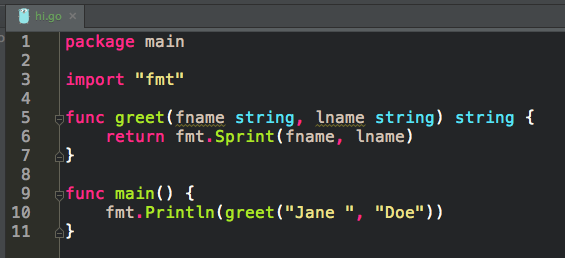 hi.go
1 package main
2
3 import "fmt"
4
5 func greet(fname string, lname string) string {
6     return fmt.Sprint(fname, lname)
7 }
8
9 func main() {
10     fmt.Println(greet("Jane ", "Doe"))
11 }